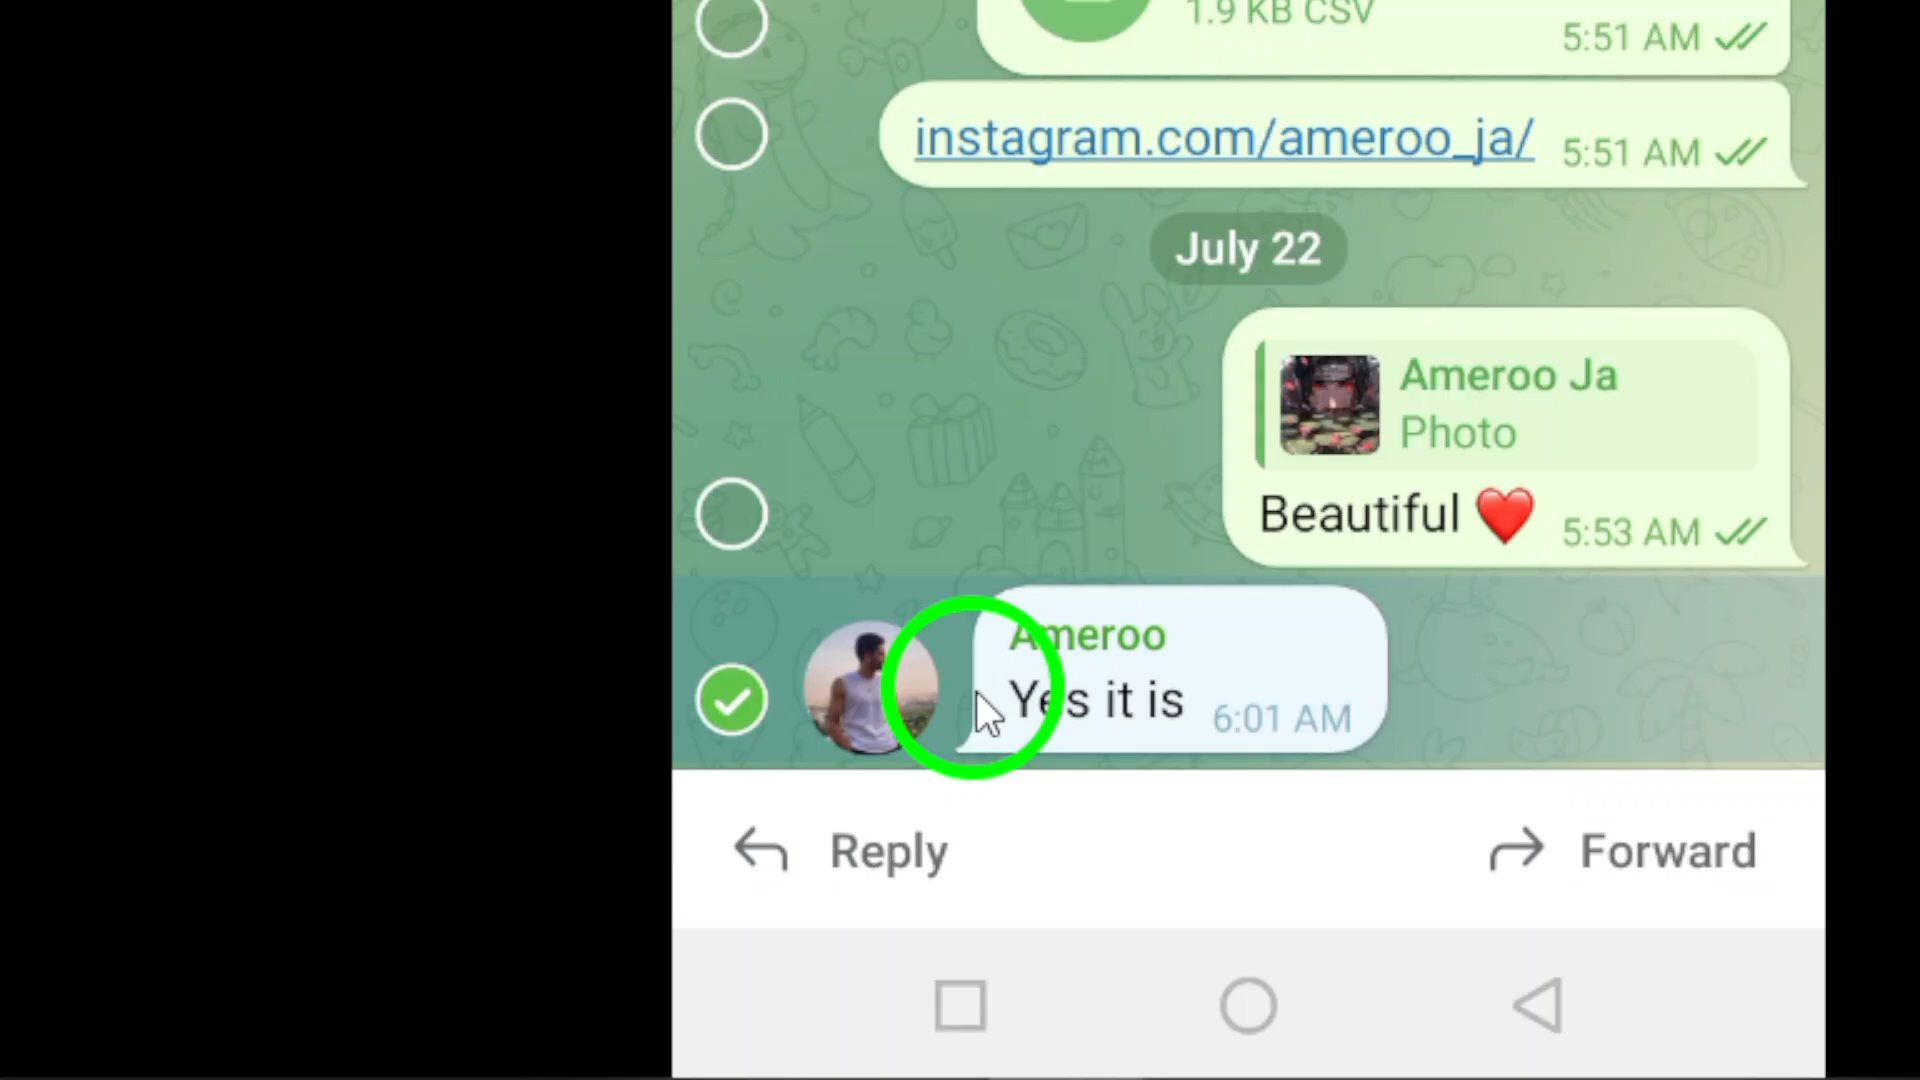 1.9 KB CSV
5:51 AM
instagram.com/ameroo_ja/ 5:51 AM
July 22
Ameroo Ja
Photo
Beautiful ❤️ 5:53 AM
Ameroo
Yes it is 6:01 AM
Reply Forward